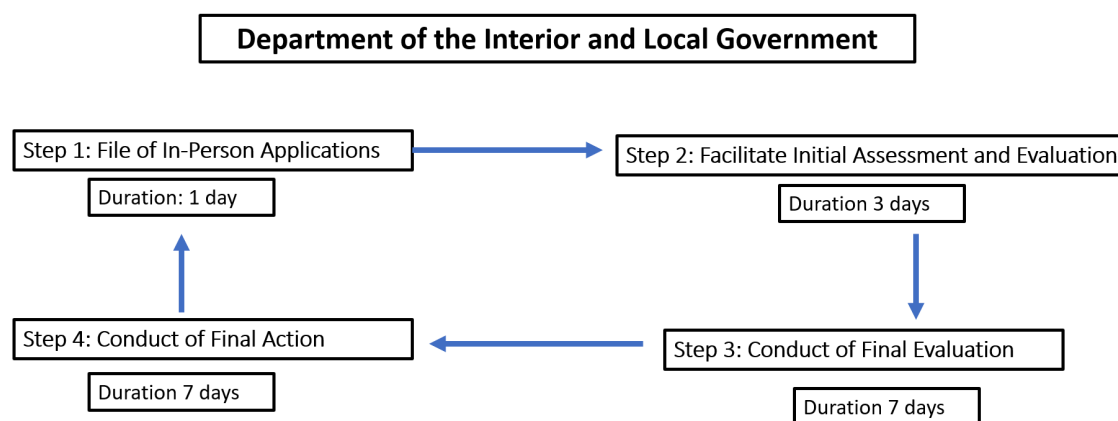 Department of the Interior and Local Government
Step 1: File of In-Person Applications
Duration: 1 day
Step 2: Facilitate Initial Assessment and Evaluation
Duration 3 days
Step 3: Conduct of Final Evaluation
Duration 7 days
Step 4: Conduct of Final Action
Duration 7 days